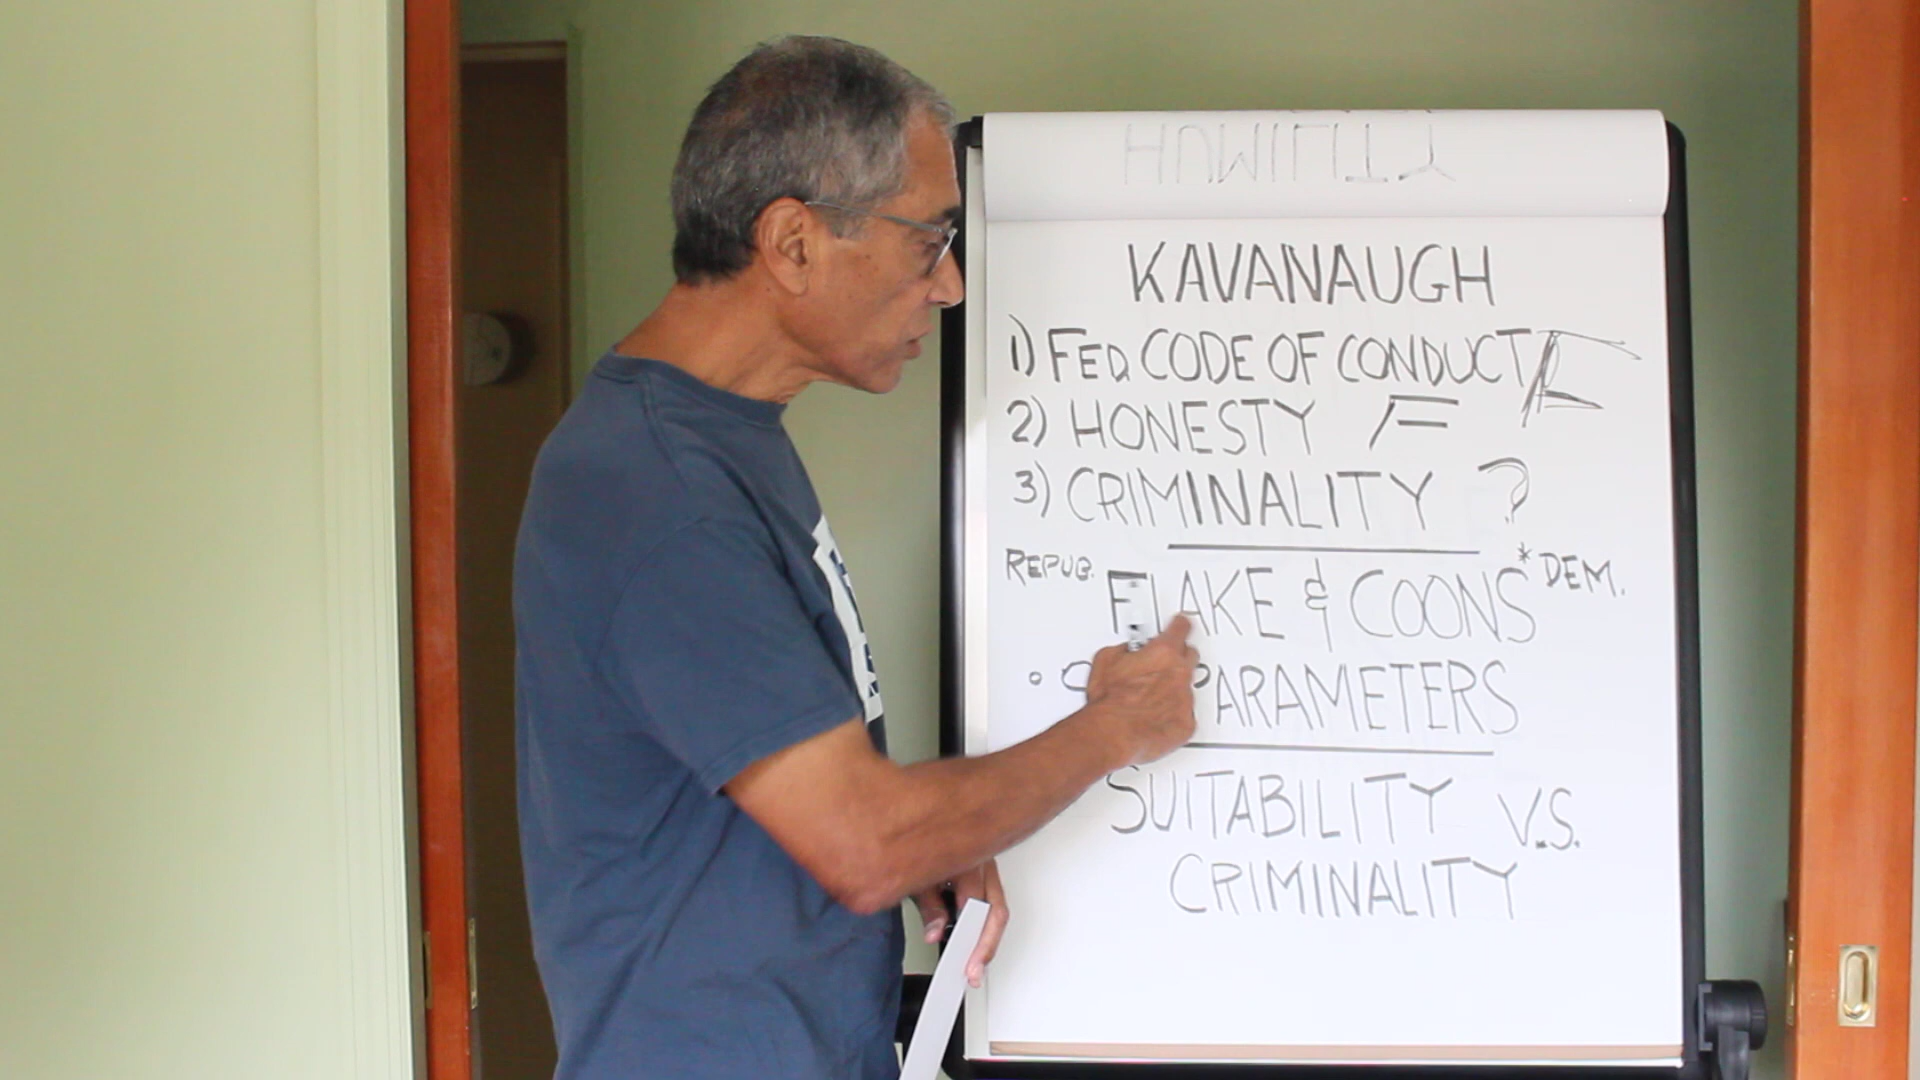 KAVANAUGH
1) FED. CODE OF CONDUCT F
2) HONESTY F
3) CRIMINALITY ?
REPUB. FLAKE & COONS * DEM.
PARAMETERS
SUITABILITY V.S.
CRIMINALITY